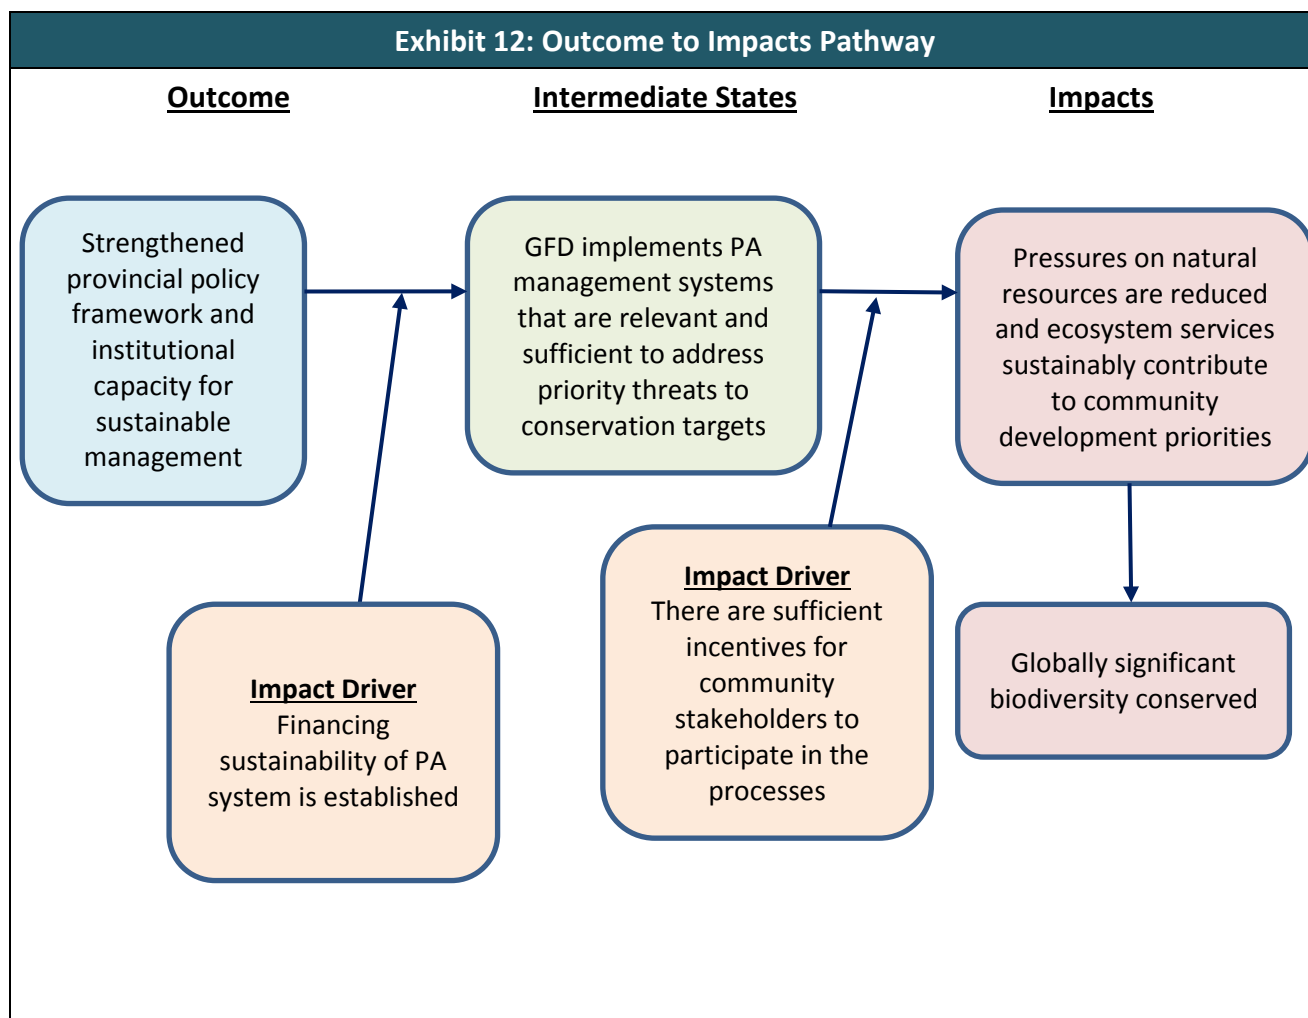 Exhibit 12: Outcome to Impacts Pathway
Outcome
Intermediate States
Impacts
Strengthened
provincial policy
framework and
institutional
capacity for
sustainable
management
GFD implements PA
management systems
that are relevant and
sufficient to address
priority threats to
conservation targets
Pressures on natural
resources are reduced
and ecosystem services
sustainably contribute
to community
development priorities
Impact Driver
Financing
sustainability of PA
system is established
Impact Driver
There are sufficient
incentives for
community
stakeholders to
participate in the
processes
Globally significant
biodiversity conserved